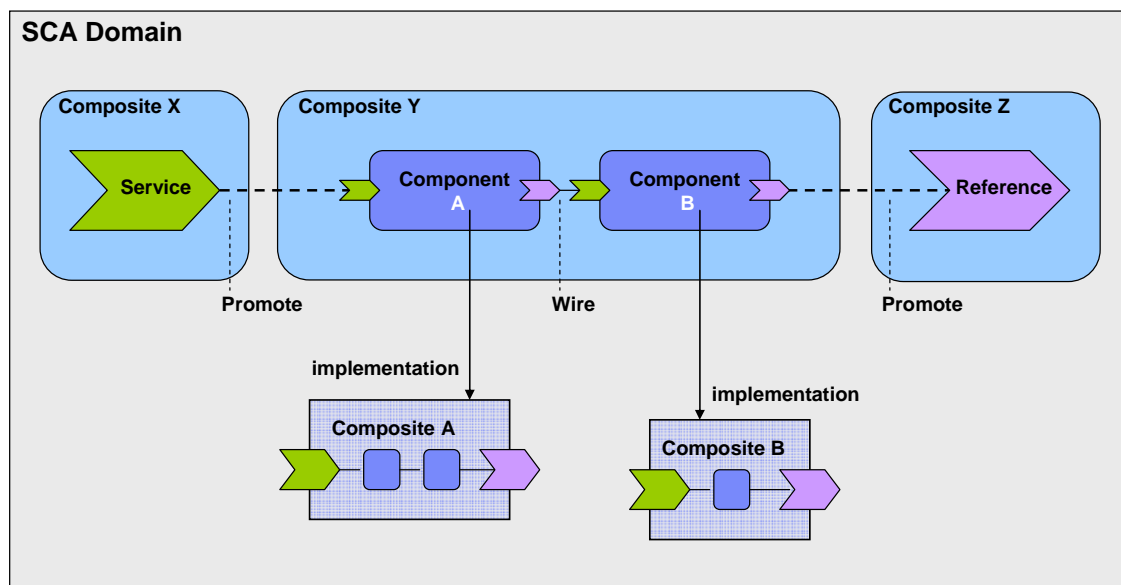 SCA Domain
Composite X
Composite Y
Composite Z
Service
Component
A
Component
B
Reference
Promote
Wire
Promote
implementation
implementation
Composite A
Composite B